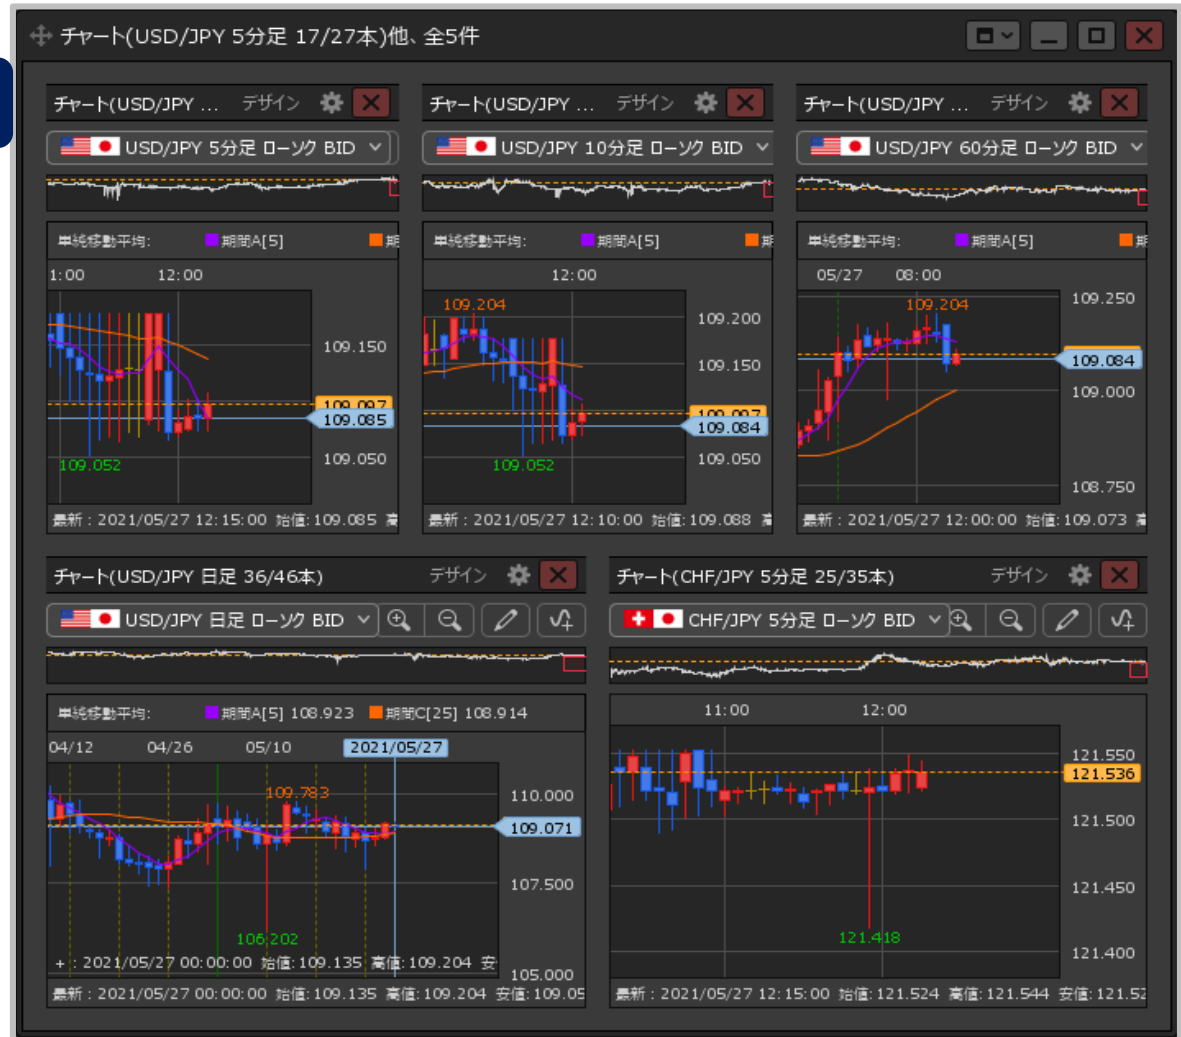 チャート(USD/JPY 5分足 17/27本)他、全5件
チャート(USD/JPY ... デザイン
チャート(USD/JPY ... デザイン
チャート(USD/JPY ... デザイン
USD/JPY 5分足 ローソク BID
USD/JPY 10分足 ローソク BID
USD/JPY 60分足 ローソク BID
単純移動平均: 期間A[5] 期
単純移動平均: 期間A[5] 期
単純移動平均: 期間A[5] 期
1:00 12:00
12:00
05/27 08:00
109.204
109.204
109.250
109.200
109.150
109.150
109.084
109.097
109.085
109.084
109.000
109.052
109.050
109.052
109.050
108.750
最新 : 2021/05/27 12:15:00 始値:109.085 高
最新 : 2021/05/27 12:10:00 始値:109.088 高
最新 : 2021/05/27 12:00:00 始値:109.073 高
チャート(USD/JPY 日足 36/46本) デザイン
チャート(CHF/JPY 5分足 25/35本) デザイン
USD/JPY 日足 ローソク BID
CHF/JPY 5分足 ローソク BID
単純移動平均: 期間A[5] 108.923 期間C[25] 108.914
04/12 04/26 05/10 2021/05/27
109.783
110.000
109.071
107.500
106.202
+ : 2021/05/27 00:00:00 始値:109.135 高値:109.204 安
105.000
最新 : 2021/05/27 00:00:00 始値:109.135 高値:109.204 安値:109.05
11:00 12:00
121.550
121.536
121.500
121.450
121.418
121.400
最新 : 2021/05/27 12:15:00 始値:121.524 高値:121.544 安値:121.52